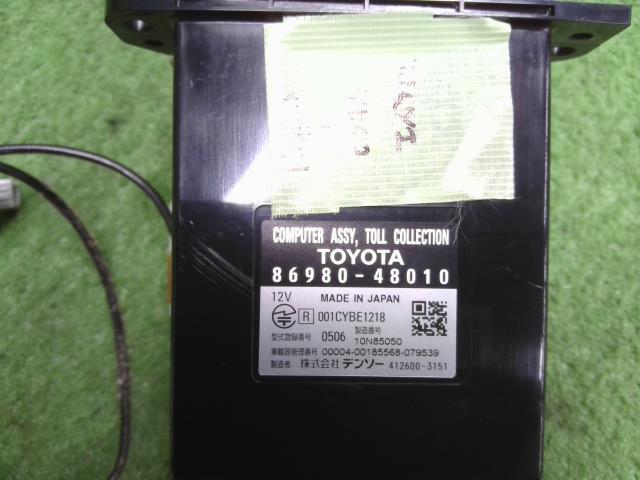 COMPUTER ASSY, TOLL COLLECTION
TOYOTA
86980-48010
12V MADE IN JAPAN
R 001CYBE1218
型式登録番号 0506 製造番号 10N85050
車載器管理番号 00004-00185568-079539
製造者 株式会社 デンソー 412600-3151